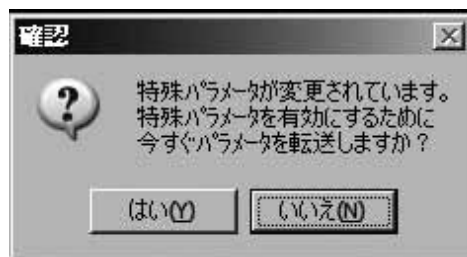 確認
特殊パラメータが変更されています。
特殊パラメータを有効にするために
今すぐパラメータを転送しますか？
はい(Y)
いいえ(N)